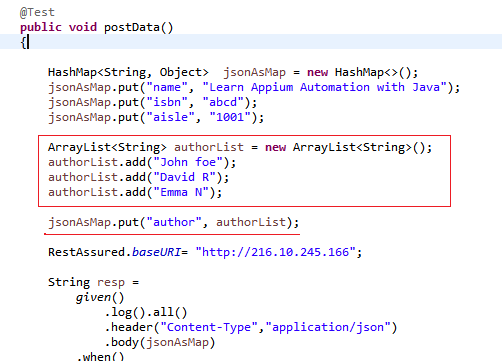 @Test
public void postData()
{
HashMap<String, Object> jsonAsMap = new HashMap<>();
jsonAsMap.put("name", "Learn Appium Automation with Java");
jsonAsMap.put("isbn", "abcd");
jsonAsMap.put("aisle", "1001");
ArrayList<String> authorList = new ArrayList<String>();
authorList.add("John foe");
authorList.add("David R");
authorList.add("Emma N");
jsonAsMap.put("author", authorList);
RestAssured.baseURI= "http://216.10.245.166";
String resp =
given()
.log().all()
.header("Content-Type","application/json")
.body(jsonAsMap)
.when()